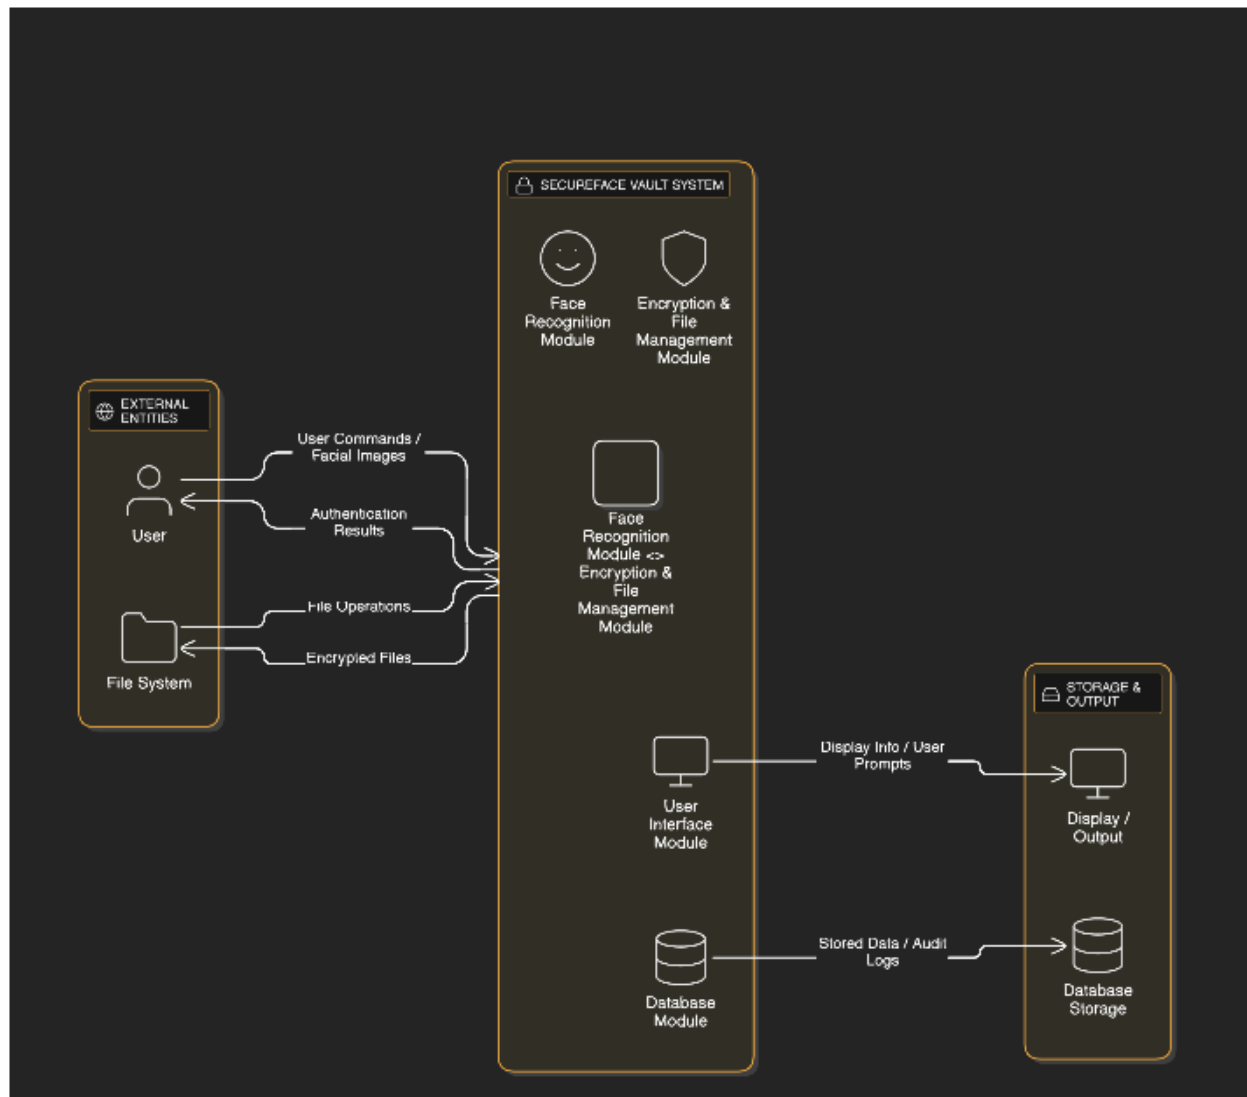 SECUREFACE VAULT SYSTEM
Face
Recognition
Module
Encryption &
File
Management
Module
EXTERNAL
ENTITIES
User Commands /
Facial Images
User
Authentication
Results
Face
Recognition
Module <>
Encryption &
File
Management
Module
File Operations
Encrypted Files
File System
STORAGE &
OUTPUT
Display Info / User
Prompts
User
Interface
Module
Display /
Output
Stored Data / Audit
Logs
Database
Module
Database
Storage